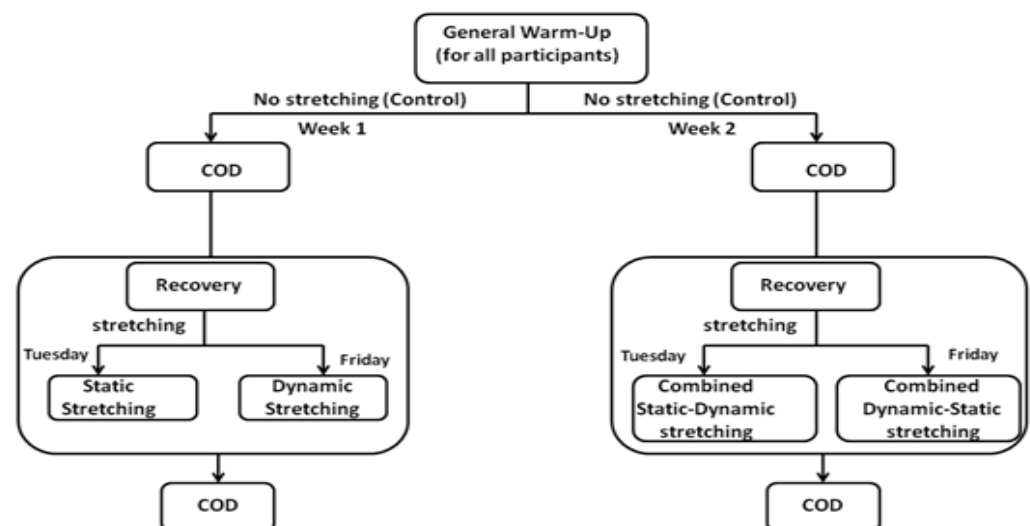 General Warm-Up
(for all participants)
No stretching (Control)
No stretching (Control)
Week 1
Week 2
COD
COD
Recovery
Recovery
stretching
stretching
Tuesday
Friday
Tuesday
Friday
Static
Stretching
Dynamic
Stretching
Combined
Static-Dynamic
stretching
Combined
Dynamic-Static
stretching
COD
COD